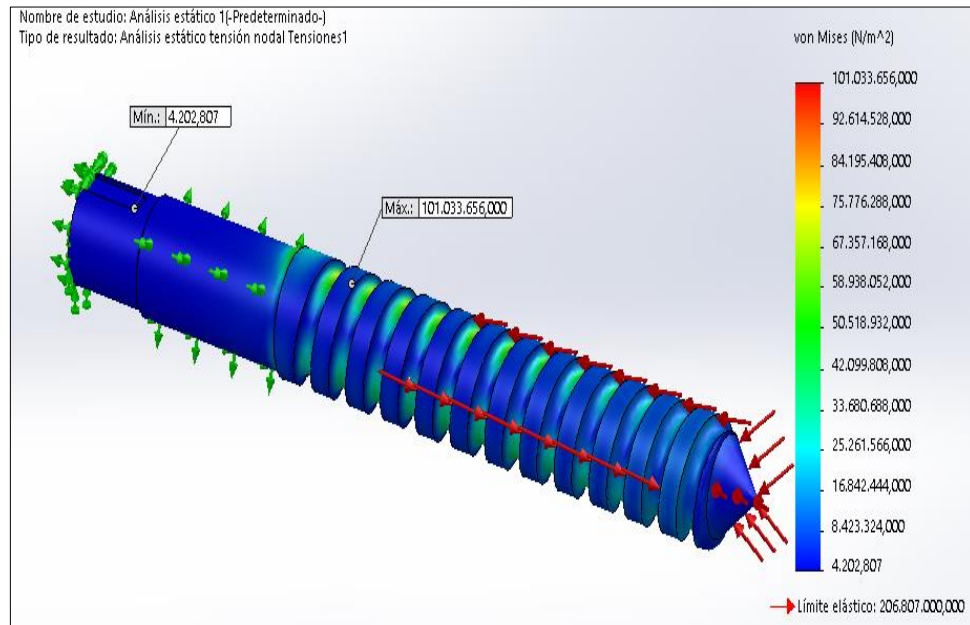 Nombre de estudio: Análisis estático 1(-Predeterminado-)
Tipo de resultado: Análisis estático tensión nodal Tensiones1
von Mises (N/m^2)
101.033.656,000
92.614.528,000
84.195.408,000
75.776.288,000
67.357.168,000
58.938.052,000
50.518.932,000
42.099.808,000
33.680.688,000
25.261.566,000
16.842.444,000
8.423.324,000
4.202,807
Límite elástico: 206.807.000,000
Mín.: 4.202,807
Máx.: 101.033.656,000